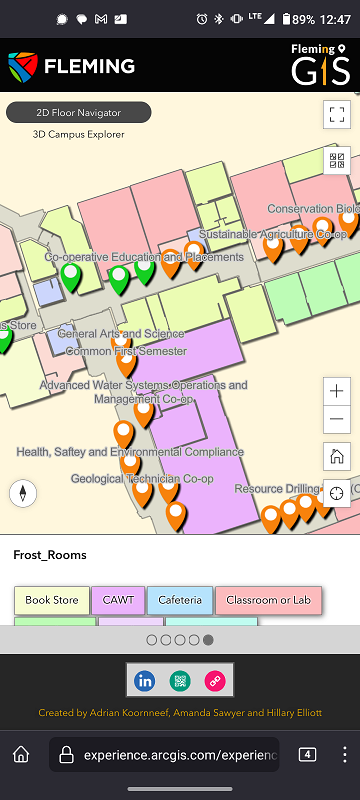 LTE 89% 12:47
FLEMING
Fleming
GIS
2D Floor Navigator
3D Campus Explorer
Conservation Biolo
Sustainable Agriculture Co-op
Co-operative Education and Placements
s Store
General Arts and Science
Common First Semester
Advanced Water Systems Operations and
Management Co-op
Health, Saftey and Environmental Compliance
Geological Technician Co-op
Resource Drilling
(C
Frost_Rooms
Book Store
CAWT
Cafeteria
Classroom or Lab
in
Created by Adrian Koornneef, Amanda Sawyer and Hillary Elliott
4
experience.arcgis.com/experienc